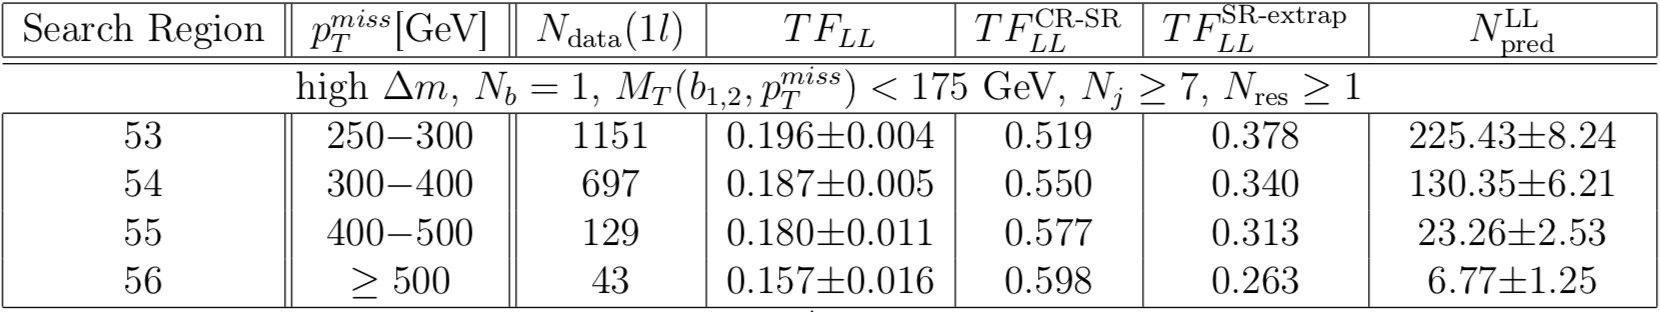 Search Region p_T^miss[GeV] N_data(1l) TF_LL TF_LL^CR-SR TF_LL^SR-extrap N_pred^LL
high Δm, N_b = 1, M_T(b_1,2, p_T^miss) < 175 GeV, N_j ≥ 7, N_res ≥ 1
53 250−300 1151 0.196±0.004 0.519 0.378 225.43±8.24
54 300−400 697 0.187±0.005 0.550 0.340 130.35±6.21
55 400−500 129 0.180±0.011 0.577 0.313 23.26±2.53
56 ≥ 500 43 0.157±0.016 0.598 0.263 6.77±1.25